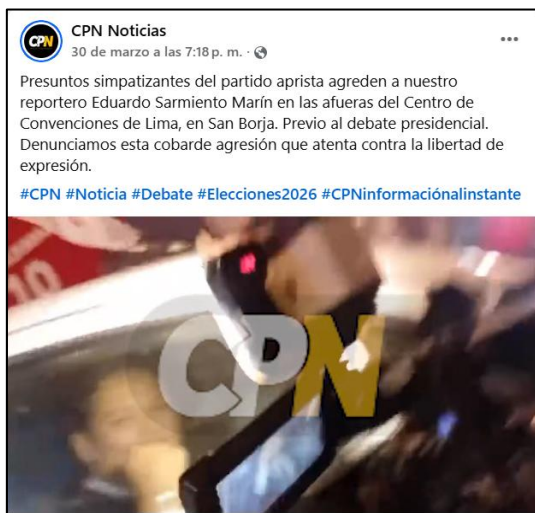 CPN
CPN Noticias
30 de marzo a las 7:18 p. m. ·
Presuntos simpatizantes del partido aprista agreden a nuestro
reportero Eduardo Sarmiento Marín en las afueras del Centro de
Convenciones de Lima, en San Borja. Previo al debate presidencial.
Denunciamos esta cobarde agresión que atenta contra la libertad de
expresión.
#CPN #Noticia #Debate #Elecciones2026 #CPNinformaciónalinstante
CPN